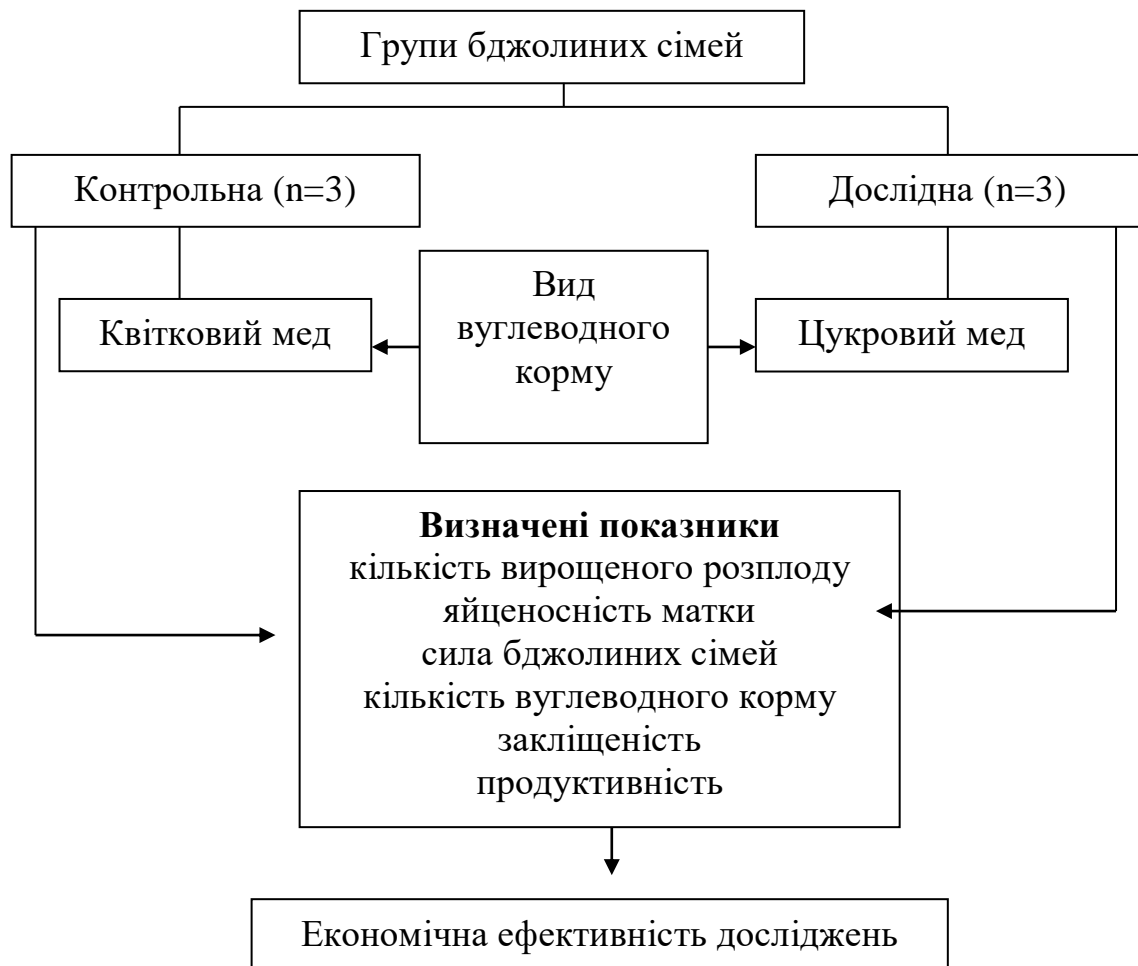 Групи бджолиних сімей
Контрольна (n=3)
Дослідна (n=3)
Квітковий мед
Вид
вуглеводного
корму
Цукровий мед
Визначені показники
кількість вирощеного розплоду
яйценосність матки
сила бджолиних сімей
кількість вуглеводного корму
закліщеність
продуктивність
Економічна ефективність досліджень